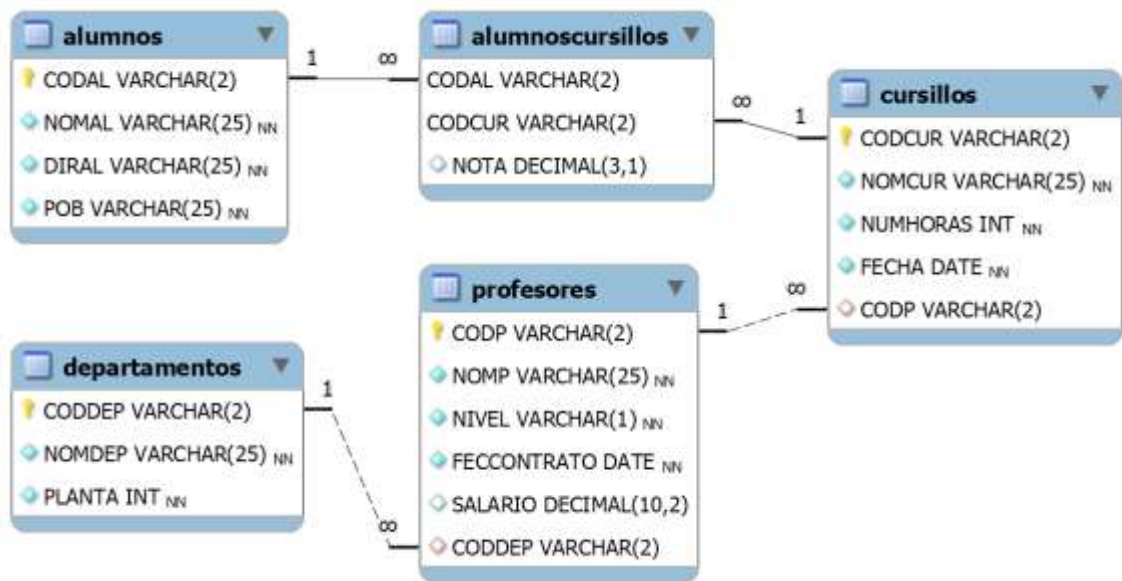 alumnos
CODAL VARCHAR(2)
NOMAL VARCHAR(25) NN
DIRAL VARCHAR(25) NN
POB VARCHAR(25) NN
1
∞
alumnoscursillos
CODAL VARCHAR(2)
CODCUR VARCHAR(2)
NOTA DECIMAL(3,1)
∞
1
cursillos
CODCUR VARCHAR(2)
NOMCUR VARCHAR(25) NN
NUMHORAS INT NN
FECHA DATE NN
CODP VARCHAR(2)
profesores
CODP VARCHAR(2)
NOMP VARCHAR(25) NN
NIVEL VARCHAR(1) NN
FECCONTRATO DATE NN
SALARIO DECIMAL(10,2)
CODDEP VARCHAR(2)
1
∞
departamentos
CODDEP VARCHAR(2)
NOMDEP VARCHAR(25) NN
PLANTA INT NN
1
∞